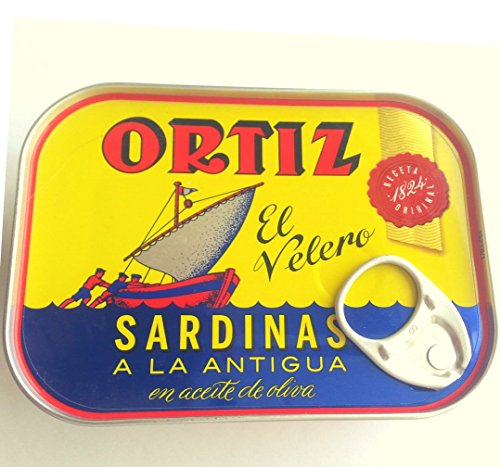 ORTIZ
RECETA
1824
ORIGINAL
El
Velero
SARDINAS
A LA ANTIGUA
en aceite de oliva